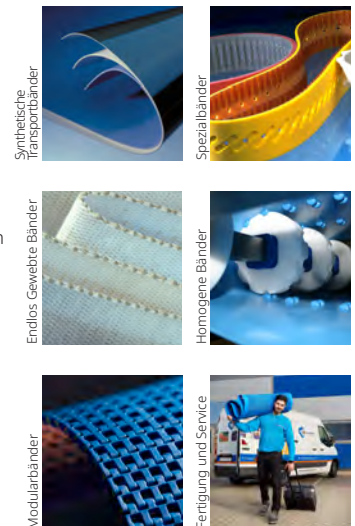 Synthetische
Transportbänder
Spezialbänder
n
Endlos Gewebte Bänder
Homogene Bänder
Modularbänder
Fertigung und Service